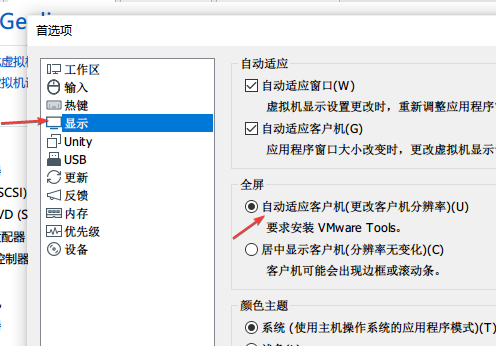 首选项
工作区
输入
热键
显示
Unity
USB
更新
反馈
内存
优先级
设备
自动适应
自动适应窗口(W)
虚拟机显示设置更改时，重新调整应用程序
自动适应客户机(G)
应用程序窗口大小改变时，更改虚拟机显示
全屏
自动适应客户机(更改客户机分辨率)(U)
要求安装 VMware Tools。
居中显示客户机(分辨率无变化)(C)
客户机可能会出现边框或滚动条。
颜色主题
系统 (使用主机操作系统的应用程序模式)(T)
虚拟机
拟机
SCSI)
VD (S
配器
控制器